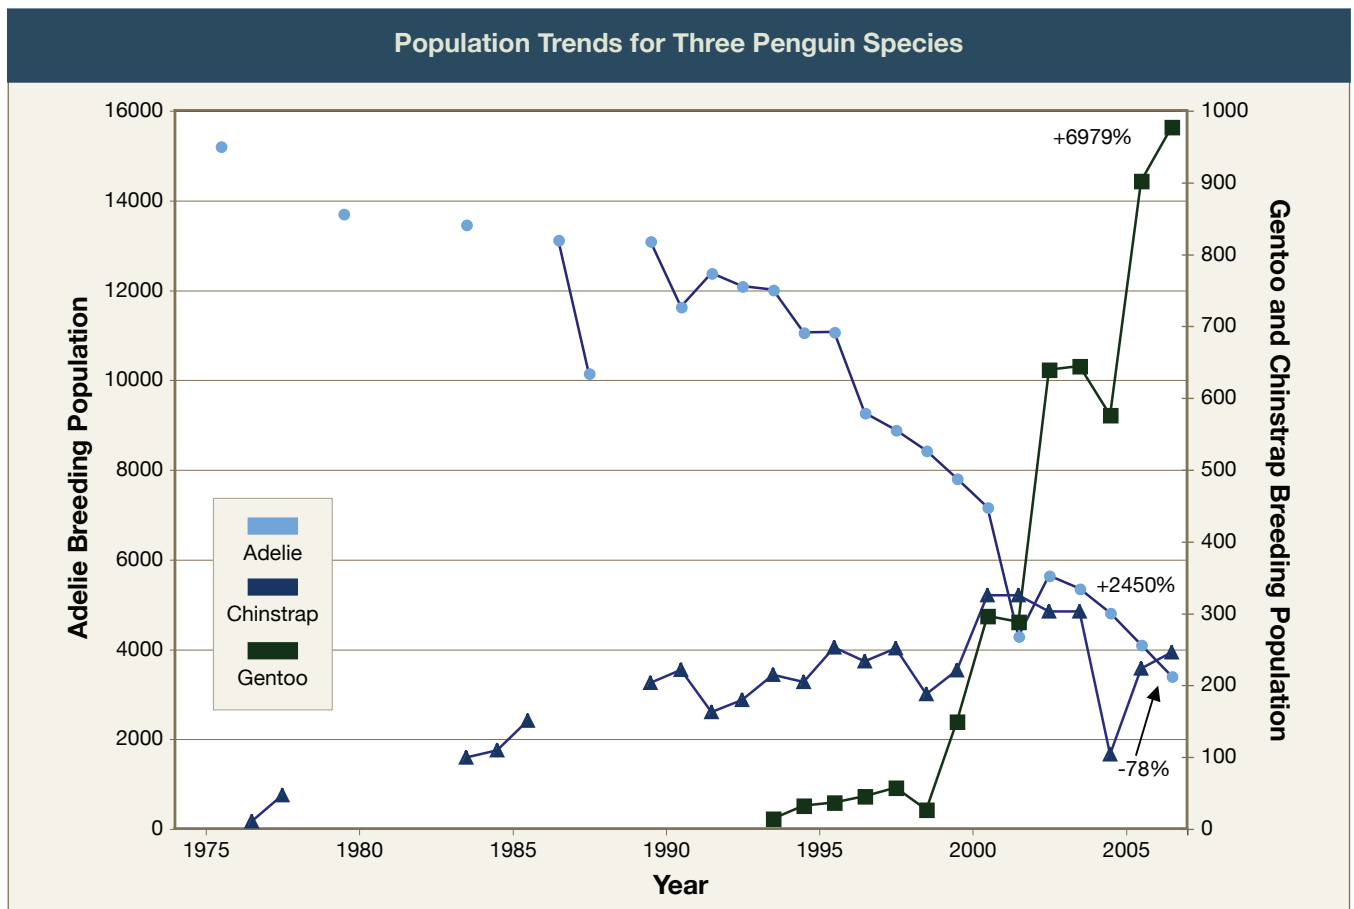 Population Trends for Three Penguin Species
16000
14000
12000
10000
8000
6000
4000
2000
0
Adelie Breeding Population
1000
900
800
700
600
500
400
300
200
100
0
Gentoo and Chinstrap Breeding Population
+6979%
+2450%
-78%
Adelie
Chinstrap
Gentoo
1975 1980 1985 1990 1995 2000 2005
Year